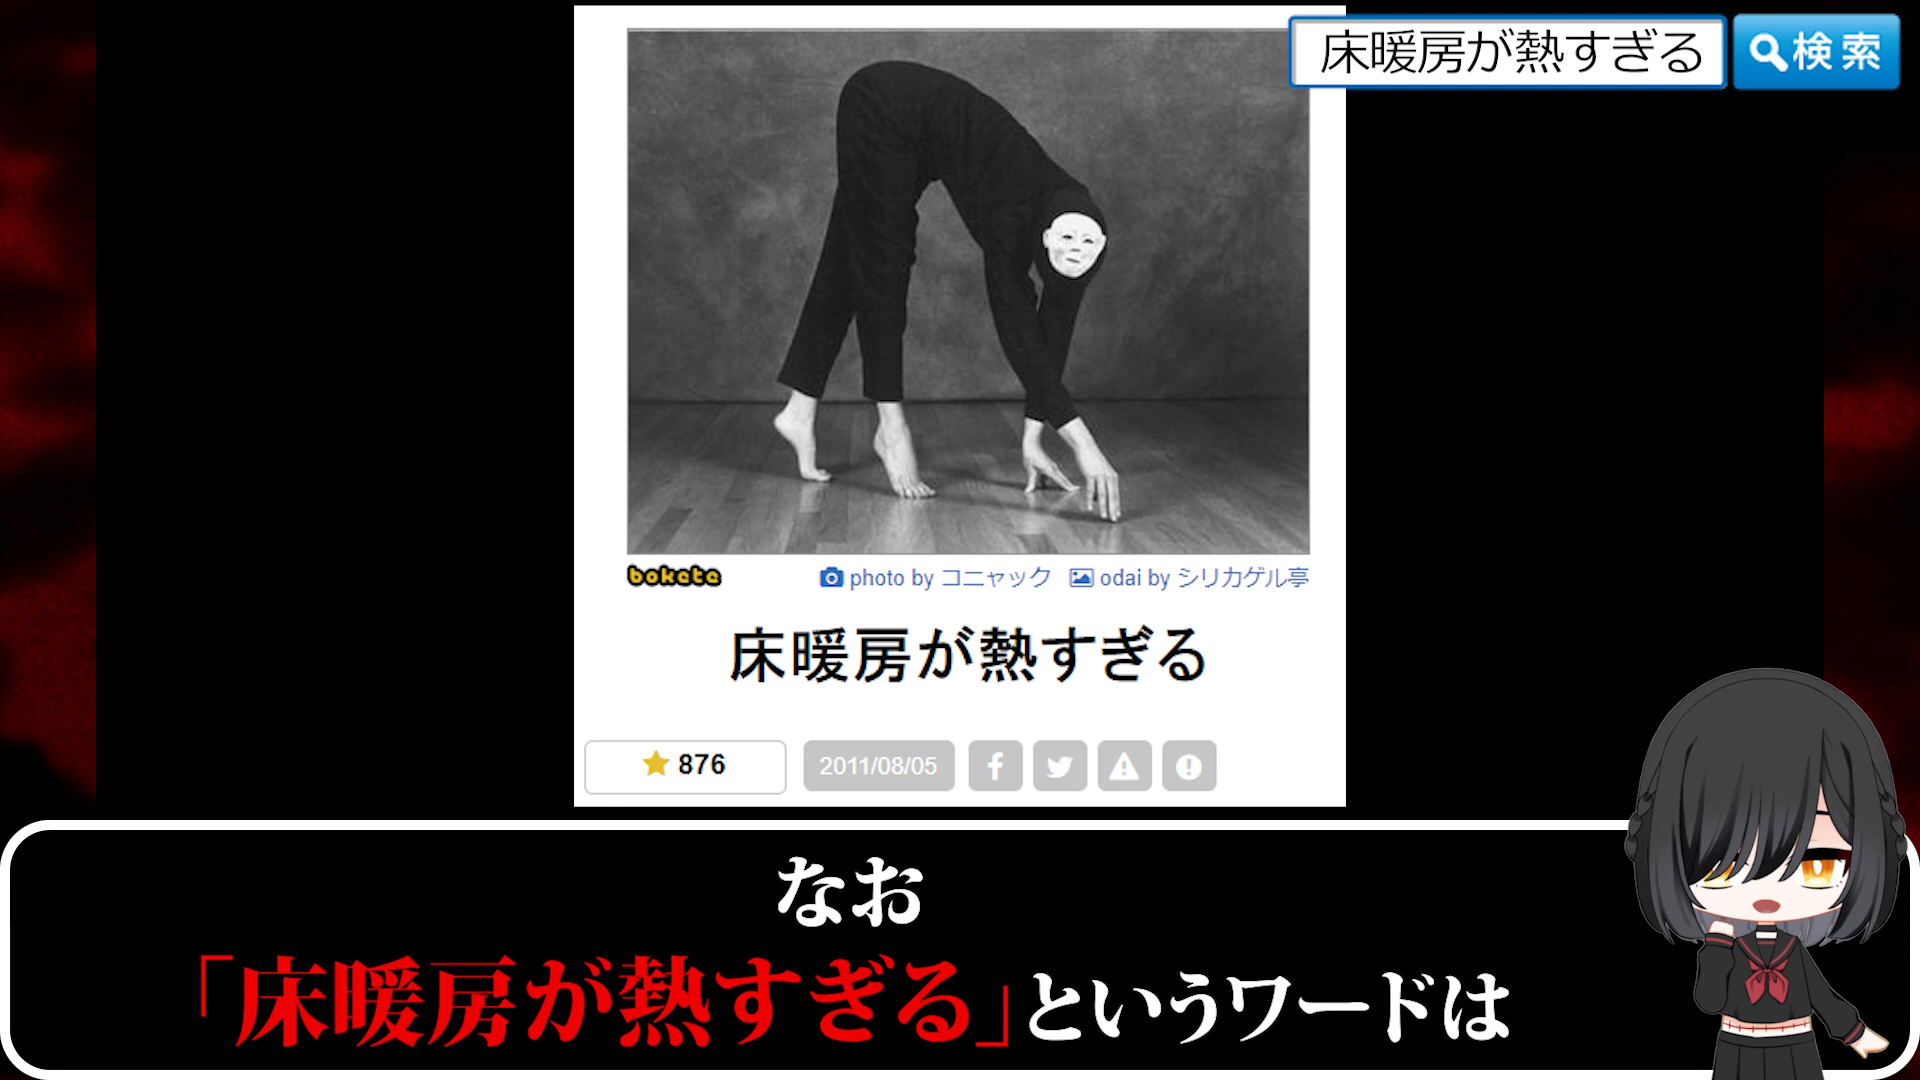 床暖房が熱すぎる
検索
bokete
photo by コニャック odai by シリカゲル亭
床暖房が熱すぎる
876
2011/08/05
なお
「床暖房が熱すぎる」というワードは